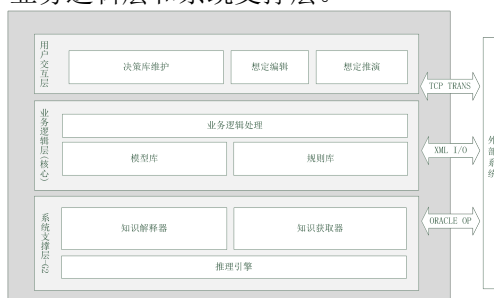 业务逻辑层和系统支撑层。
用户交互层
决策库维护
想定编辑
想定推演
TCP TRANS
业务逻辑层(核心)
业务逻辑处理
模型库
规则库
XML I/O
外部系统
系统支撑层-G2
知识解释器
知识获取器
推理引擎
ORACLE OP